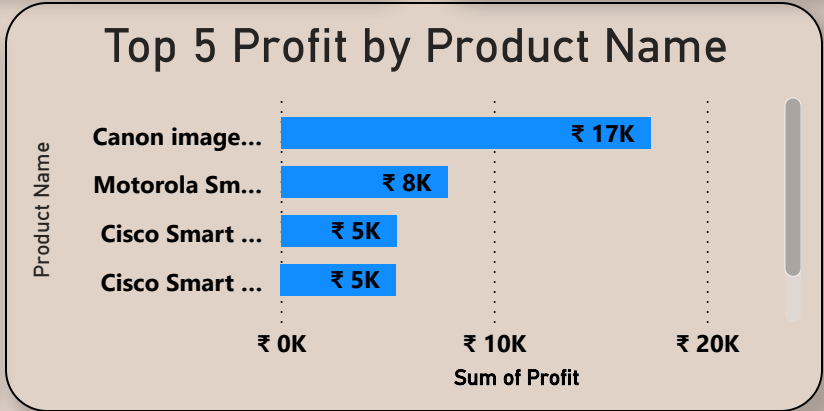 Top 5 Profit by Product Name
Product Name
Canon image...
₹ 17K
Motorola Sm...
₹ 8K
Cisco Smart ...
₹ 5K
Cisco Smart ...
₹ 5K
₹ 0K
₹ 10K
₹ 20K
Sum of Profit